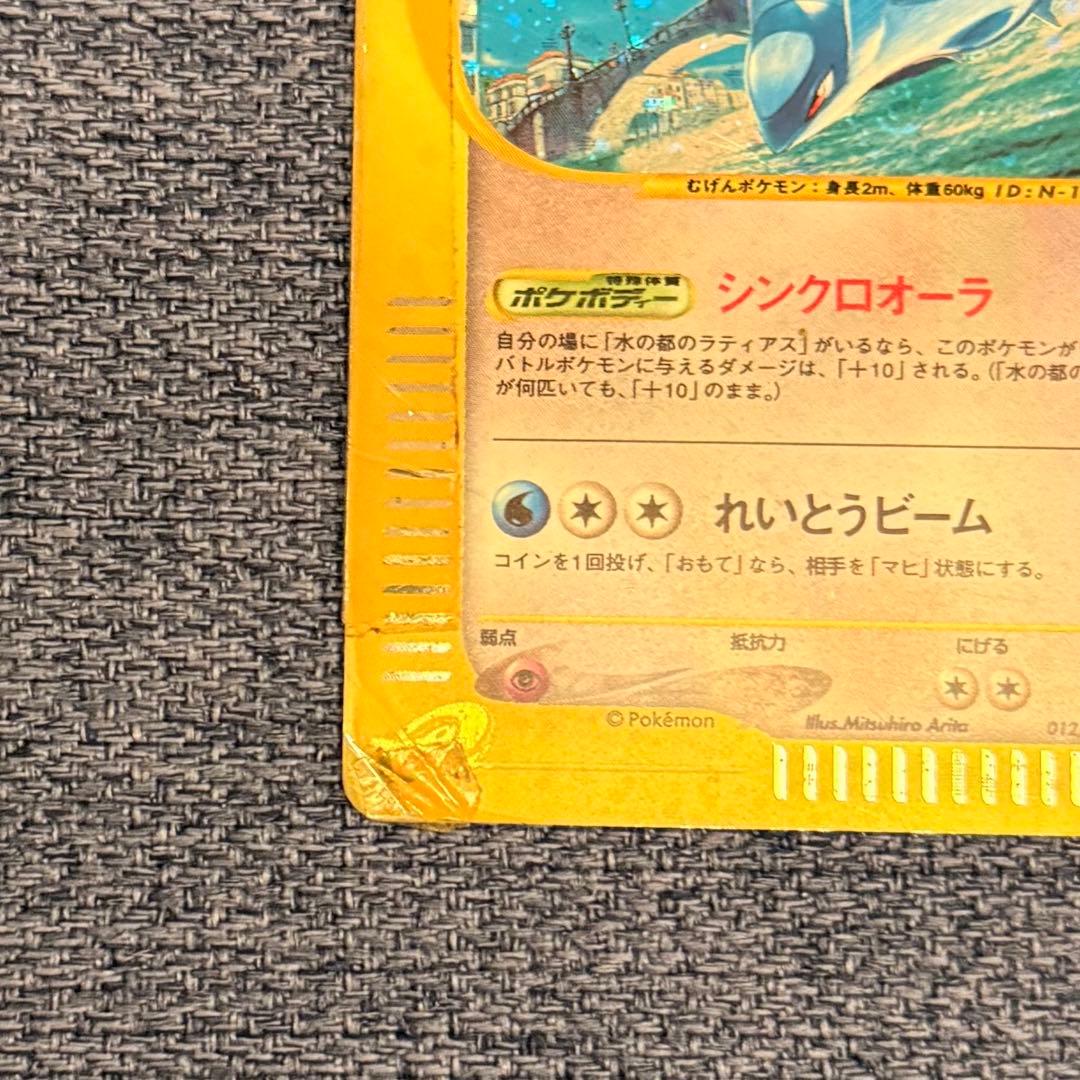 むげんポケモン：身長2m、体重60kg ID:N-1
特殊体質
ポケボディー シンクロオーラ
自分の場に「水の都のラティアス」がいるなら、このポケモンが
バトルポケモンに与えるダメージは、「＋10」される。（「水の都の
が何匹いても、「＋10」のまま。）
れいとうビーム
コインを1回投げ、「おもて」なら、相手を「マヒ」状態にする。
弱点 抵抗力 にげる
©Pokémon Illus.Mitsuhiro Arita 012